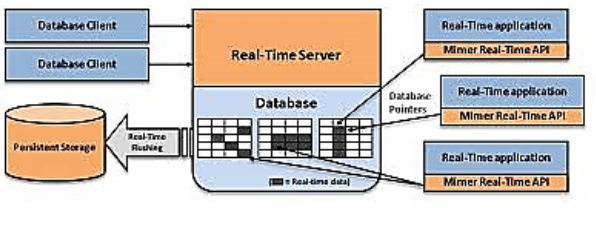 Database Client
Database Client
Real-Time Server
Database
Real-Time
Flushing
Persistent Storage
(■ = Real-time data)
Database
Pointers
Real-Time application
Mimer Real-Time API
Real-Time application
Mimer Real-Time API
Real-Time application
Mimer Real-Time API